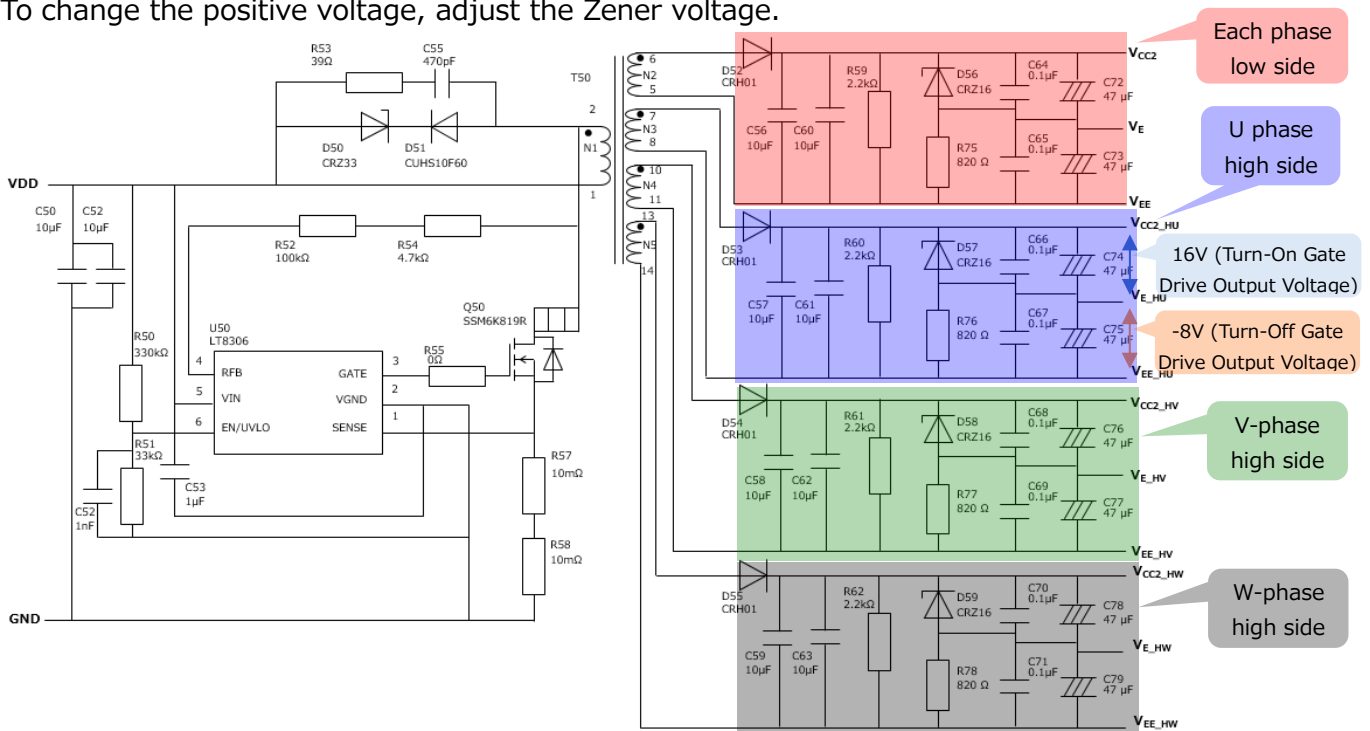 To change the positive voltage, adjust the Zener voltage.
R53
39Ω
C55
470pF
D50
CRZ33
D51
CUHS10F60
T50
2
N1
1
6
N2
5
7
N3
8
10
N4
11
13
N5
14
VDD
C50
10µF
C52
10µF
R52
100kΩ
R54
4.7kΩ
Q50
SSM6K819R
R50
330kΩ
U50
LT8306
4
RFB
5
VIN
6
EN/UVLO
GATE
3
VGND
2
SENSE
1
R55
0Ω
R51
33kΩ
C52
1nF
C53
1µF
R57
10mΩ
R58
10mΩ
GND
D52
CRH01
C56
10µF
C60
10µF
R59
2.2kΩ
D56
CRZ16
R75
820 Ω
C64
0.1µF
C65
0.1µF
C72
47 µF
C73
47 µF
VCC2
VE
VEE
Each phase
low side
D53
CRH01
C57
10µF
C61
10µF
R60
2.2kΩ
D57
CRZ16
R76
820 Ω
C66
0.1µF
C67
0.1µF
C74
47 µF
C75
47 µF
VCC2_HU
VE_HU
VEE_HU
U phase
high side
16V (Turn-On Gate
Drive Output Voltage)
-8V (Turn-Off Gate
Drive Output Voltage)
D54
CRH01
C58
10µF
C62
10µF
R61
2.2kΩ
D58
CRZ16
R77
820 Ω
C68
0.1µF
C69
0.1µF
C76
47 µF
C77
47 µF
VCC2_HV
VE_HV
VEE_HV
V-phase
high side
D55
CRH01
C59
10µF
C63
10µF
R62
2.2kΩ
D59
CRZ16
R78
820 Ω
C70
0.1µF
C71
0.1µF
C78
47 µF
C79
47 µF
VCC2_HW
VE_HW
VEE_HW
W-phase
high side